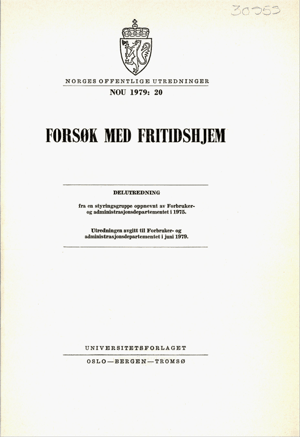 30353
NORGES OFFENTLIGE UTREDNINGER
NOU 1979: 20
FORSØK MED FRITIDSHJEM
DELUTREDNING
fra en styringsgruppe oppnevnt av Forbruker-
og administrasjonsdepartementet i 1975.
Utredningen avgitt til Forbruker- og
administrasjonsdepartementet i juni 1979.
UNIVERSITETSFORLAGET
OSLO—BERGEN—TROMSØ